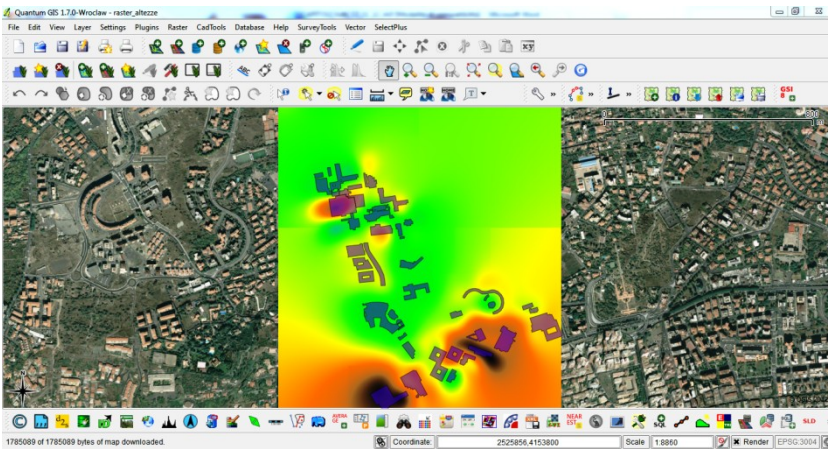 Quantum GIS 1.7.0-Wroclaw - raster_altezze
File Edit View Layer Settings Plugins Raster CadTools Database Help SurveyTools Vector SelectPlus
GSI
0 800
m
NEAR
EST
SQL
SLD
1785089 of 1785089 bytes of map downloaded.
Coordinate: 2525856,4153800 Scale 1:8860 Render EPSG:3004